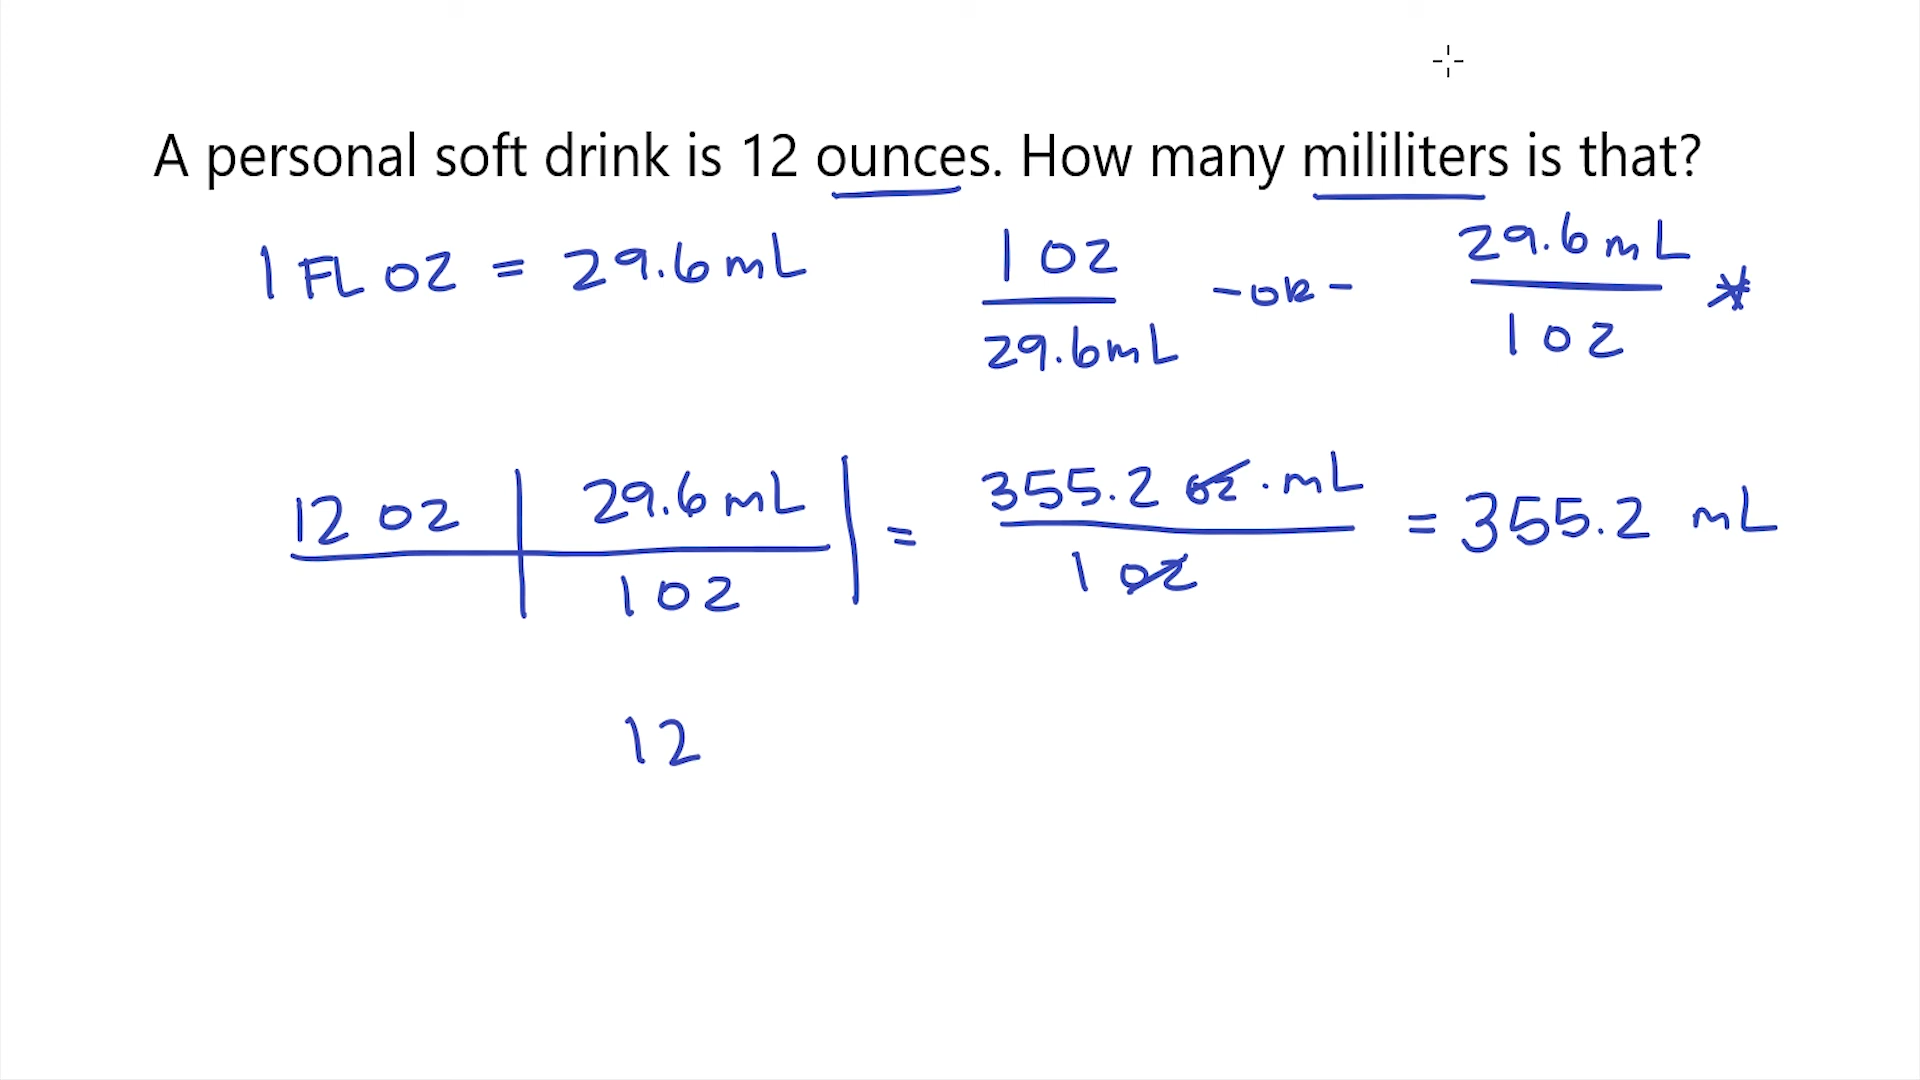 A personal soft drink is 12 ounces. How many mililiters is that?
1 FL OZ = 29.6 mL
1 OZ
29.6 mL
- OR -
29.6 mL *
1 OZ
12 OZ | 29.6 mL | = 355.2 OZ · mL = 355.2 mL
1 OZ
1 OZ
12